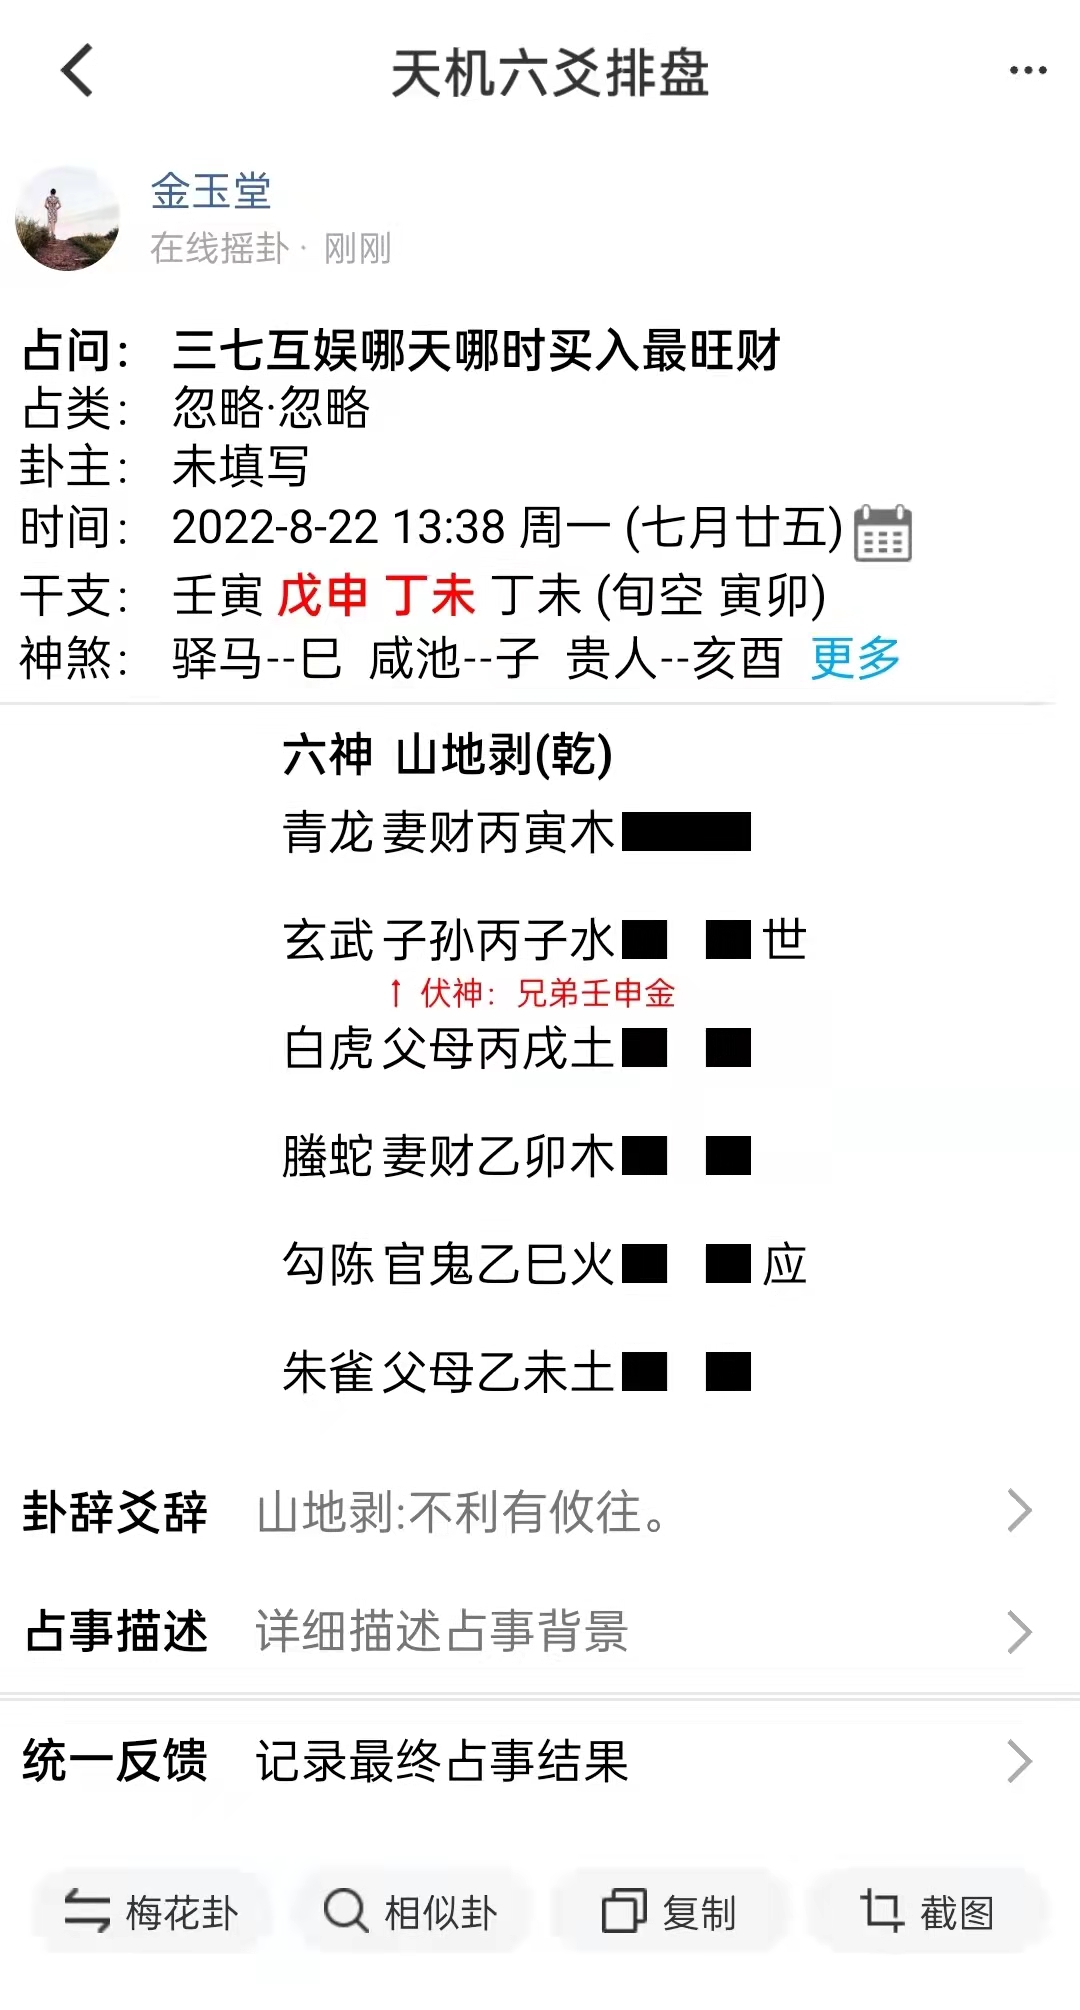 天机六爻排盘
金玉堂
在线摇卦· 刚刚
占问: 三七互娱哪天哪时买入最旺财
占类: 忽略·忽略
卦主: 未填写
时间: 2022-8-22 13:38 周一 (七月廿五)
干支: 壬寅 戊申 丁未 丁未 (旬空 寅卯)
神煞: 驿马--巳 咸池--子 贵人--亥酉 更多
六神 山地剥(乾)
青龙 妻财丙寅木
玄武 子孙丙子水 世
↑ 伏神: 兄弟壬申金
白虎 父母丙戌土
螣蛇 妻财乙卯木
勾陈 官鬼乙巳火 应
朱雀 父母乙未土
卦辞爻辞 山地剥:不利有攸往。
占事描述 详细描述占事背景
统一反馈 记录最终占事结果
梅花卦 相似卦 复制 截图